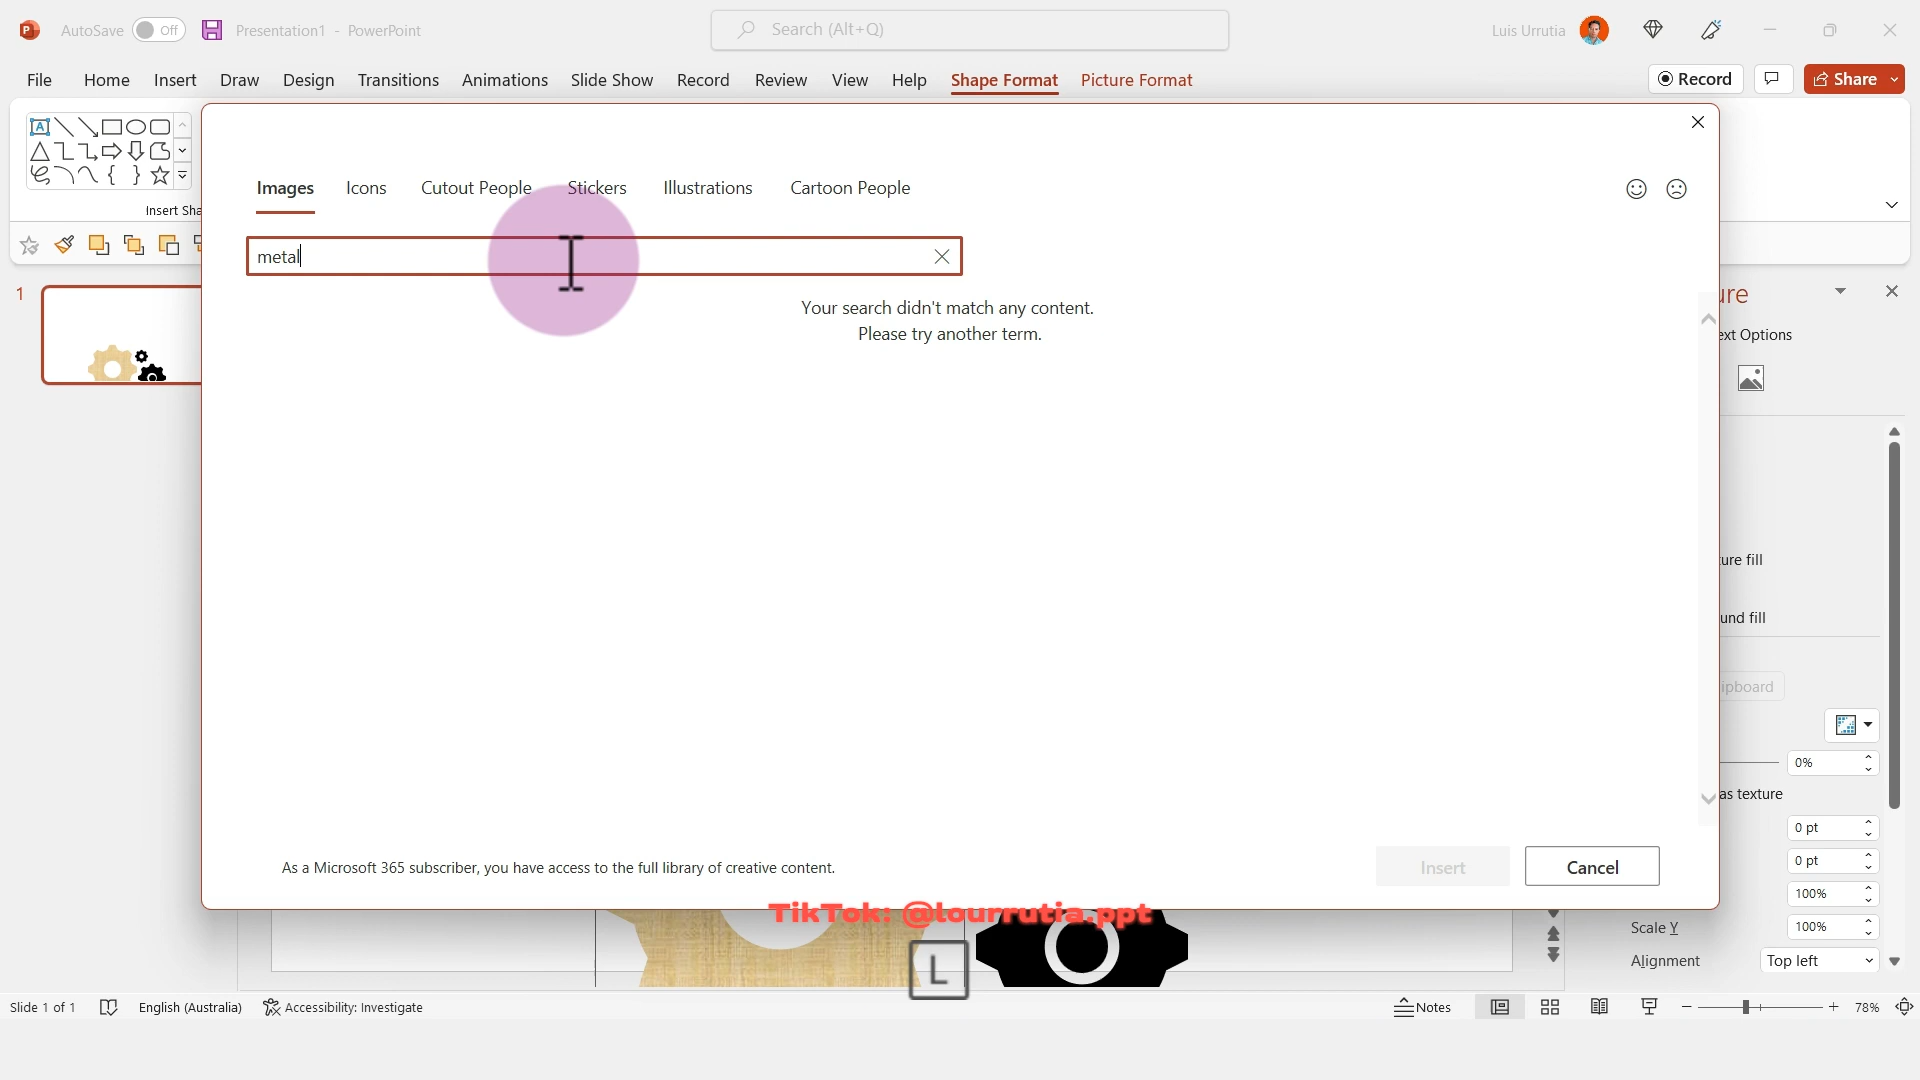 AutoSave Off Presentation1 - PowerPoint Search (Alt+Q) Luis Urrutia
File Home Insert Draw Design Transitions Animations Slide Show Record Review View Help Shape Format Picture Format Record Share
Insert Sha
Images Icons Cutout People Stickers Illustrations Cartoon People
metal
Your search didn't match any content.
Please try another term.
1
ure
ext Options
ure fill
und fill
ipboard
0%
as texture
0 pt
0 pt
100%
Scale Y 100%
Alignment Top left
As a Microsoft 365 subscriber, you have access to the full library of creative content.
Insert Cancel
TikTok: @lourrutia.ppt
L
Slide 1 of 1 English (Australia) Accessibility: Investigate Notes 78%